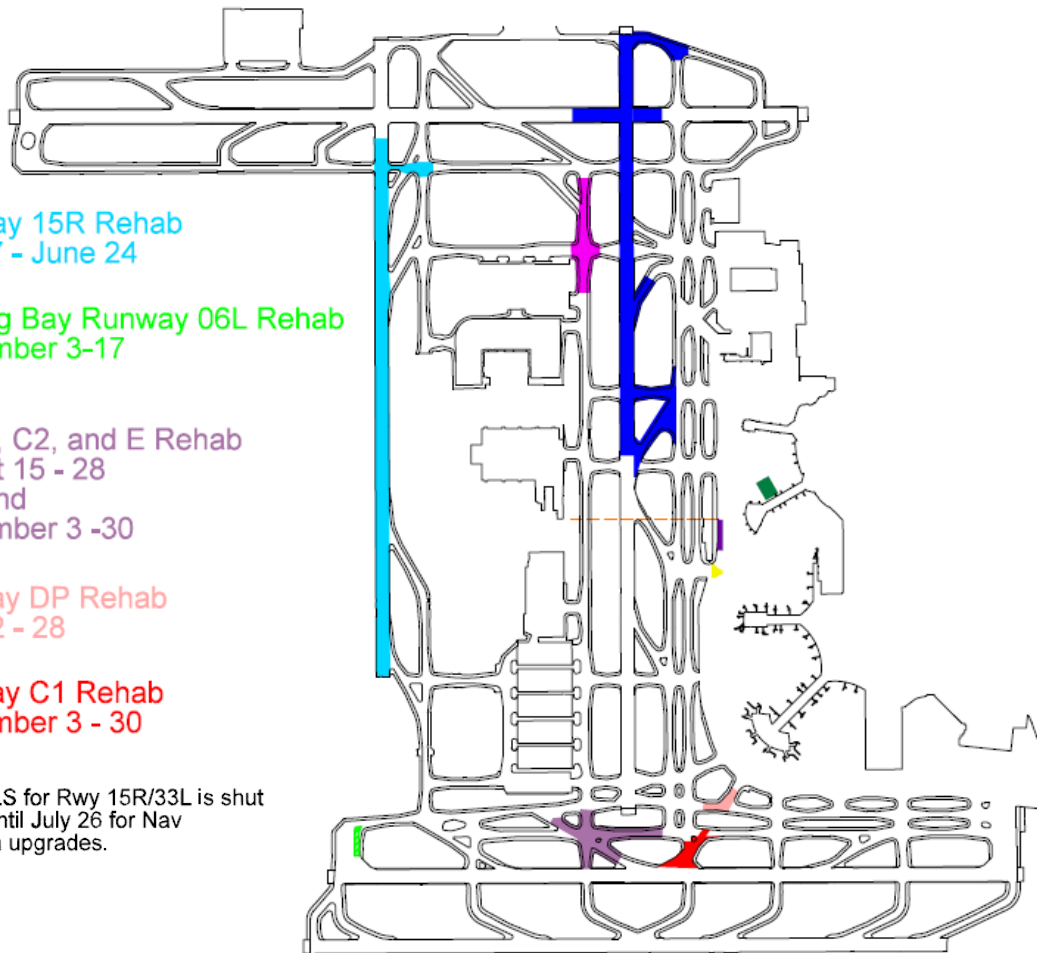 ay 15R Rehab
7 - June 24
g Bay Runway 06L Rehab
mber 3-17
, C2, and E Rehab
t 15 - 28
nd
mber 3 -30
ay DP Rehab
2 - 28
ay C1 Rehab
mber 3 - 30
LS for Rwy 15R/33L is shut
ntil July 26 for Nav
upgrades.